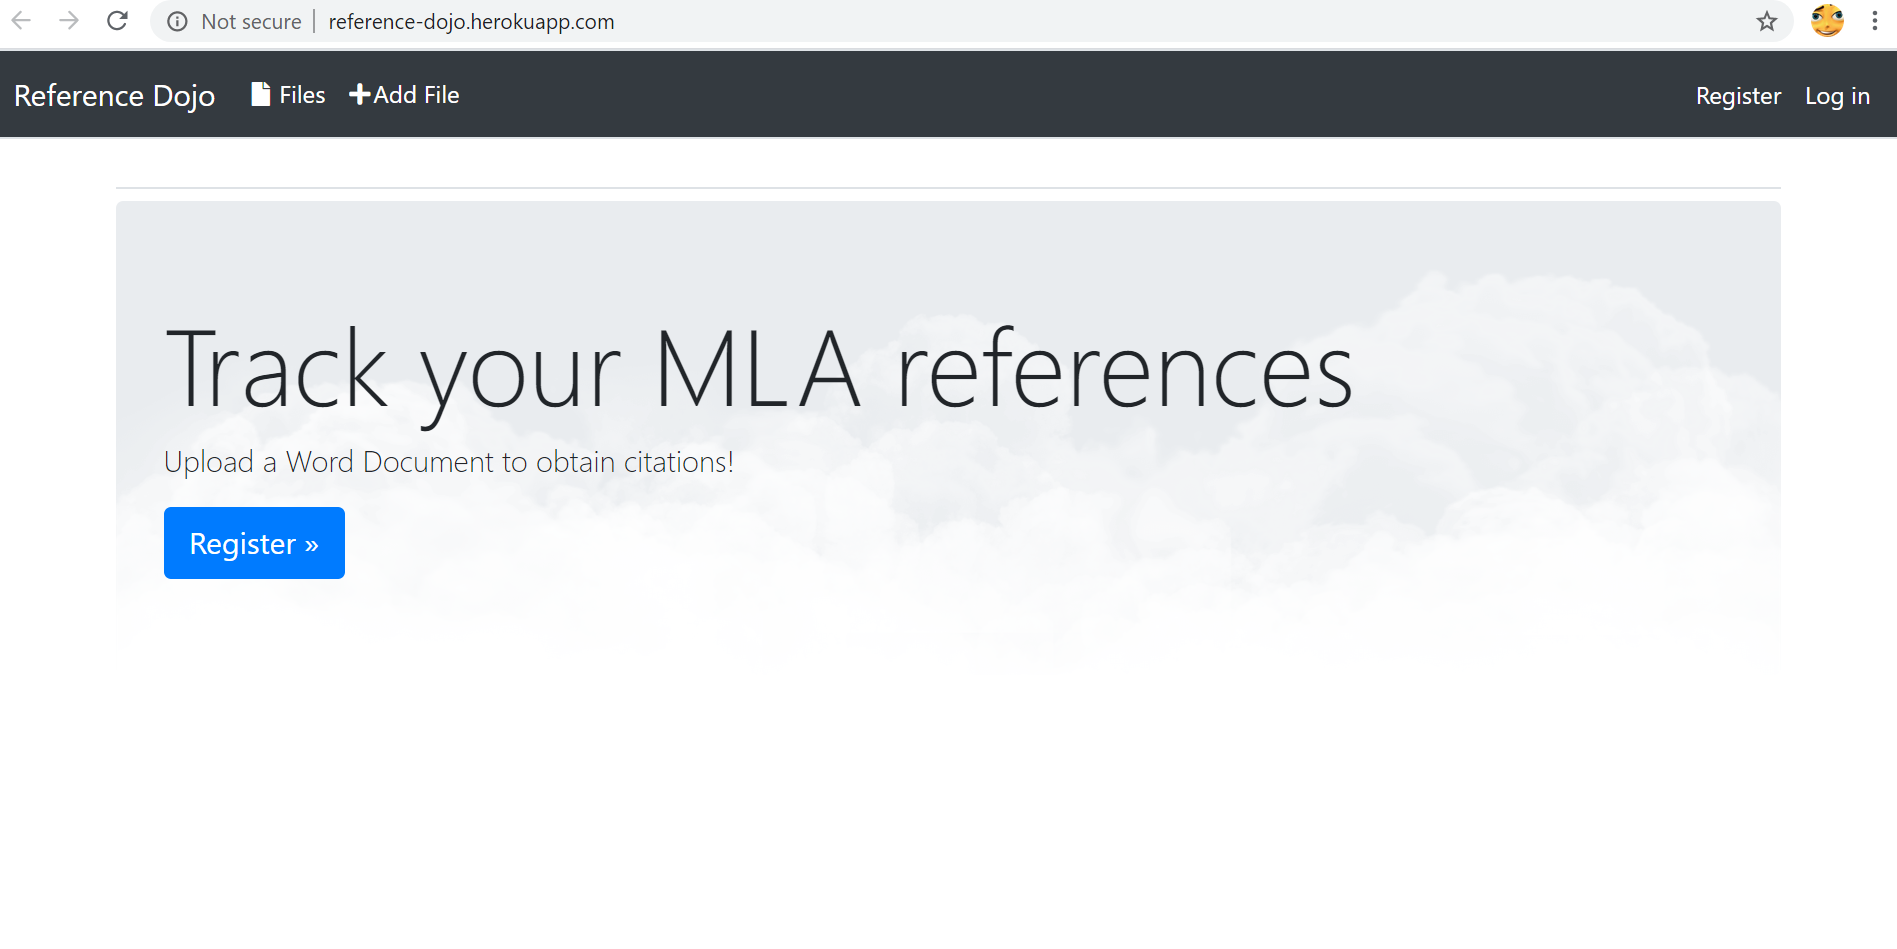 Not secure | reference-dojo.herokuapp.com
Reference Dojo Files Add File Register Log in
Track your MLA references
Upload a Word Document to obtain citations!
Register »